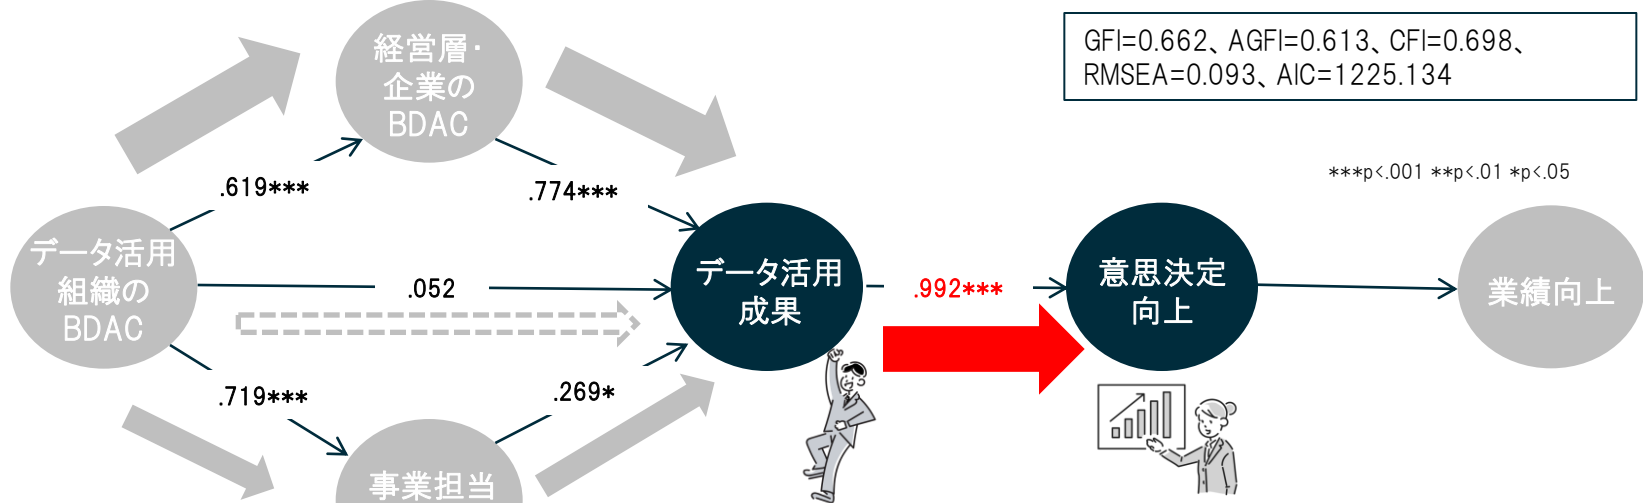 GFI=0.662、AGFI=0.613、CFI=0.698、
RMSEA=0.093、AIC=1225.134
***p<.001 **p<.01 *p<.05
経営層・
企業の
BDAC
.619***
.774***
データ活用
組織の
BDAC
.052
データ活用
成果
.992***
意思決定
向上
業績向上
.719***
.269*
事業担当